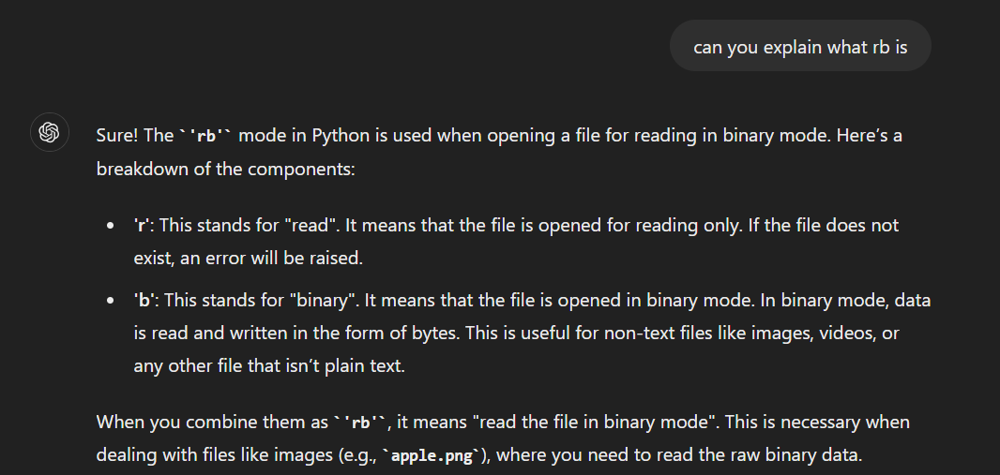 can you explain what rb is
Sure! The `'rb'` mode in Python is used when opening a file for reading in binary mode. Here’s a
breakdown of the components:
• 'r': This stands for "read". It means that the file is opened for reading only. If the file does not
exist, an error will be raised.
• 'b': This stands for "binary". It means that the file is opened in binary mode. In binary mode, data
is read and written in the form of bytes. This is useful for non-text files like images, videos, or
any other file that isn’t plain text.
When you combine them as `'rb'`, it means "read the file in binary mode". This is necessary when
dealing with files like images (e.g., `apple.png`), where you need to read the raw binary data.